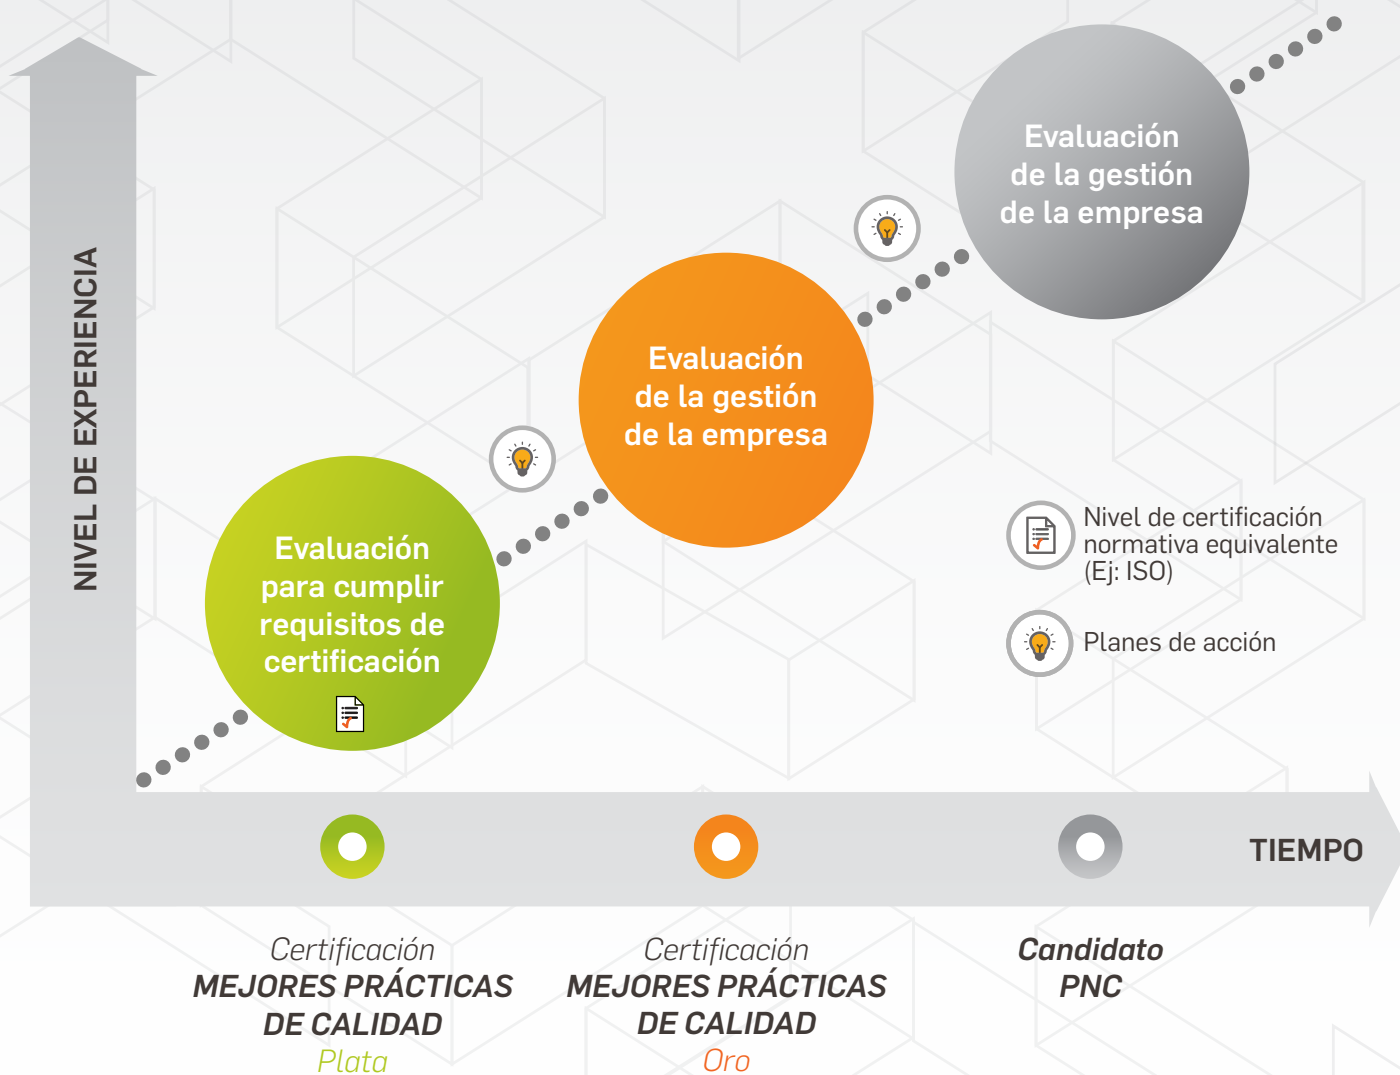 NIVEL DE EXPERIENCIA
Evaluación
para cumplir
requisitos de
certificación
Evaluación
de la gestión
de la empresa
Evaluación
de la gestión
de la empresa
Nivel de certificación
normativa equivalente
(Ej: ISO)
Planes de acción
TIEMPO
Certificación
MEJORES PRÁCTICAS
DE CALIDAD
Plata
Certificación
MEJORES PRÁCTICAS
DE CALIDAD
Oro
Candidato
PNC